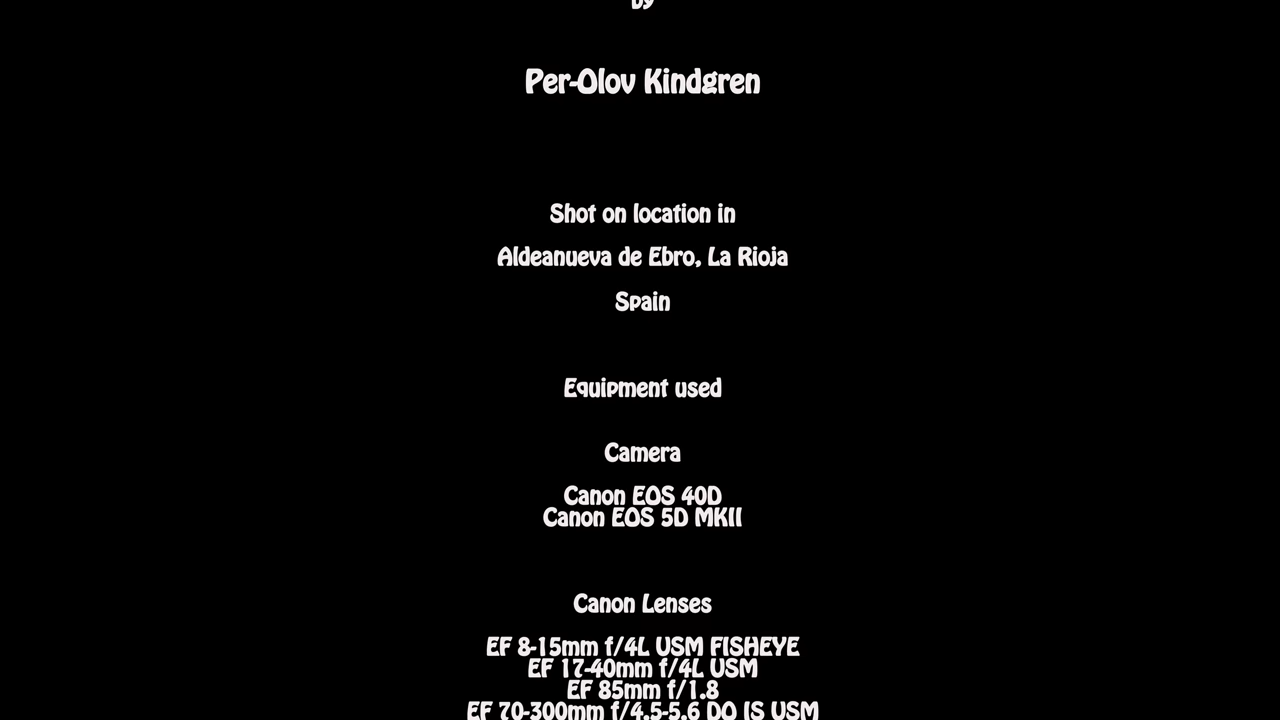 by
Per-Olov Kindgren
Shot on location in
Aldeanueva de Ebro, La Rioja
Spain
Equipment used
Camera
Canon EOS 40D
Canon EOS 5D MKII
Canon Lenses
EF 8-15mm f/4L USM FISHEYE
EF 17-40mm f/4L USM
EF 85mm f/1.8
EF 70-300mm f/4.5-5.6 DO IS USM